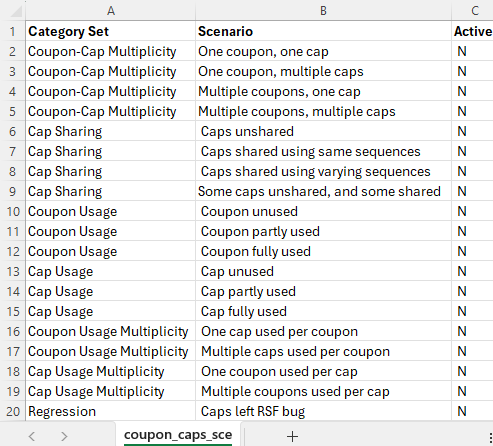 A B C
1 Category Set Scenario Active
2 Coupon-Cap Multiplicity One coupon, one cap N
3 Coupon-Cap Multiplicity One coupon, multiple caps N
4 Coupon-Cap Multiplicity Multiple coupons, one cap N
5 Coupon-Cap Multiplicity Multiple coupons, multiple caps N
6 Cap Sharing Caps unshared N
7 Cap Sharing Caps shared using same sequences N
8 Cap Sharing Caps shared using varying sequences N
9 Cap Sharing Some caps unshared, and some shared N
10 Coupon Usage Coupon unused N
11 Coupon Usage Coupon partly used N
12 Coupon Usage Coupon fully used N
13 Cap Usage Cap unused N
14 Cap Usage Cap partly used N
15 Cap Usage Cap fully used N
16 Coupon Usage Multiplicity One cap used per coupon N
17 Coupon Usage Multiplicity Multiple caps used per coupon N
18 Cap Usage Multiplicity One coupon used per cap N
19 Cap Usage Multiplicity Multiple coupons used per cap N
20 Regression Caps left RSF bug N
coupon_caps_sce